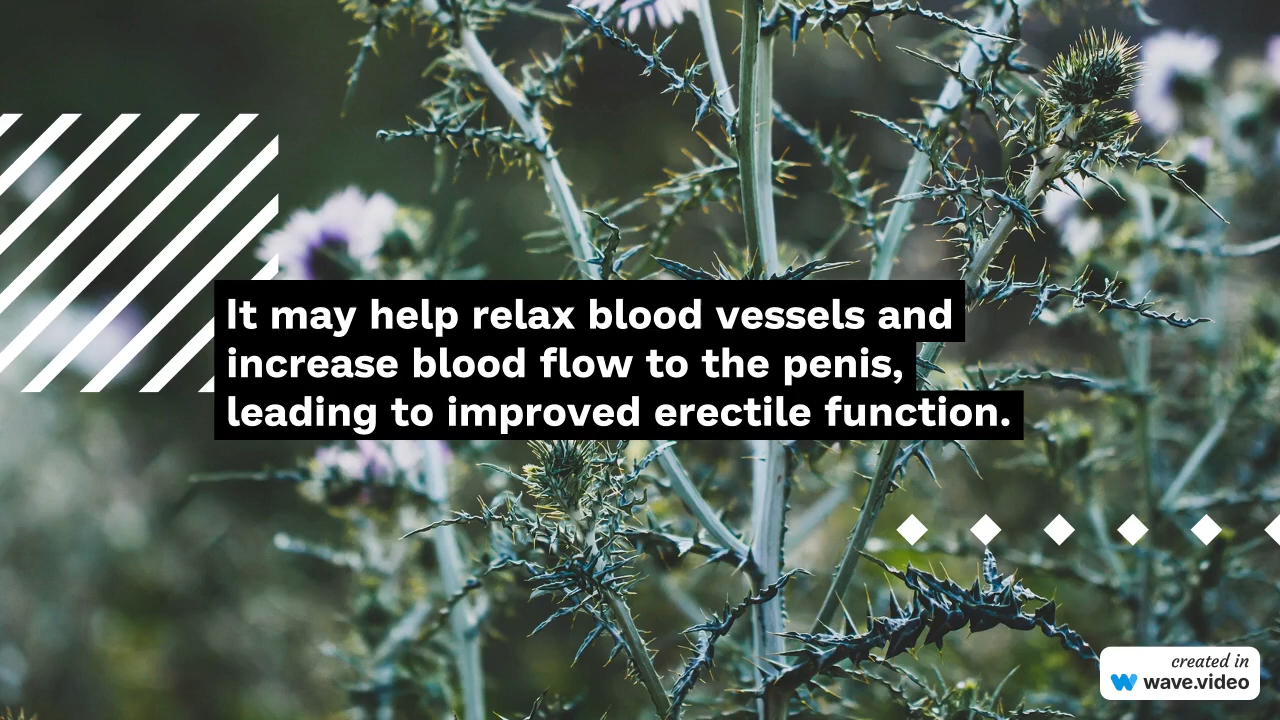 It may help relax blood vessels and
increase blood flow to the penis,
leading to improved erectile function.
created in
wave.video